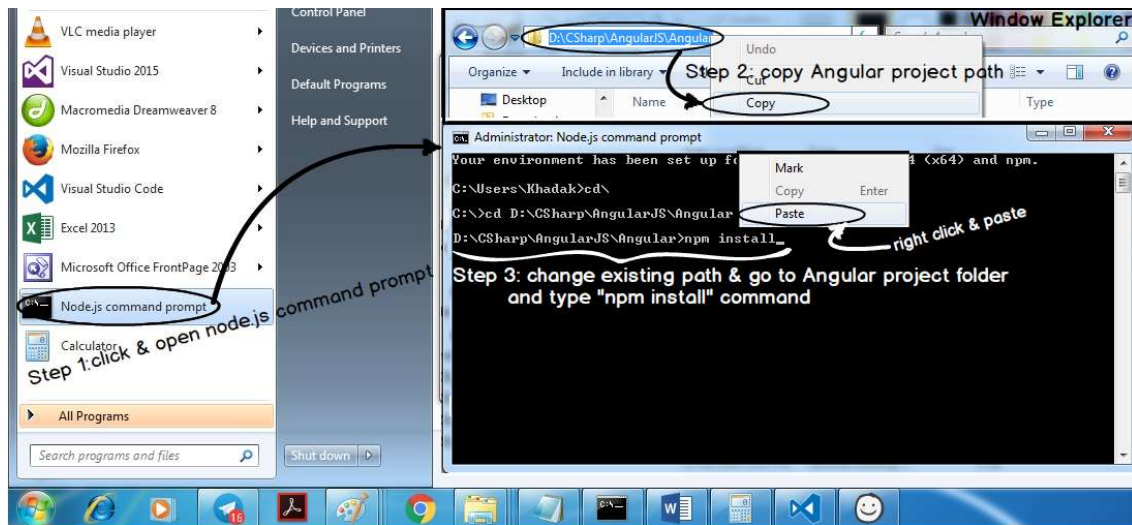 VLC media player
Visual Studio 2015
Macromedia Dreamweaver 8
Mozilla Firefox
Visual Studio Code
Excel 2013
Microsoft Office FrontPage 2003
Node.js command prompt
Calculator
Step 1:click & open node.js command prompt
All Programs
Search programs and files
Control Panel
Devices and Printers
Default Programs
Help and Support
Shut down
Window Explorer
D:\CSharp\AngularJS\Angular
Undo
Organize
Include in library
Step 2: copy Angular project path
Cut
Desktop
Name
Copy
Type
Administrator: Node.js command prompt
Your environment has been set up fo
(x64) and npm.
Mark
C:\Users\Khadak>cd\
Copy Enter
C:\>cd D:\CSharp\AngularJS\Angular
Paste
D:\CSharp\AngularJS\Angular>npm install_
right click & paste
Step 3: change existing path & go to Angular project folder
and type "npm install" command
16